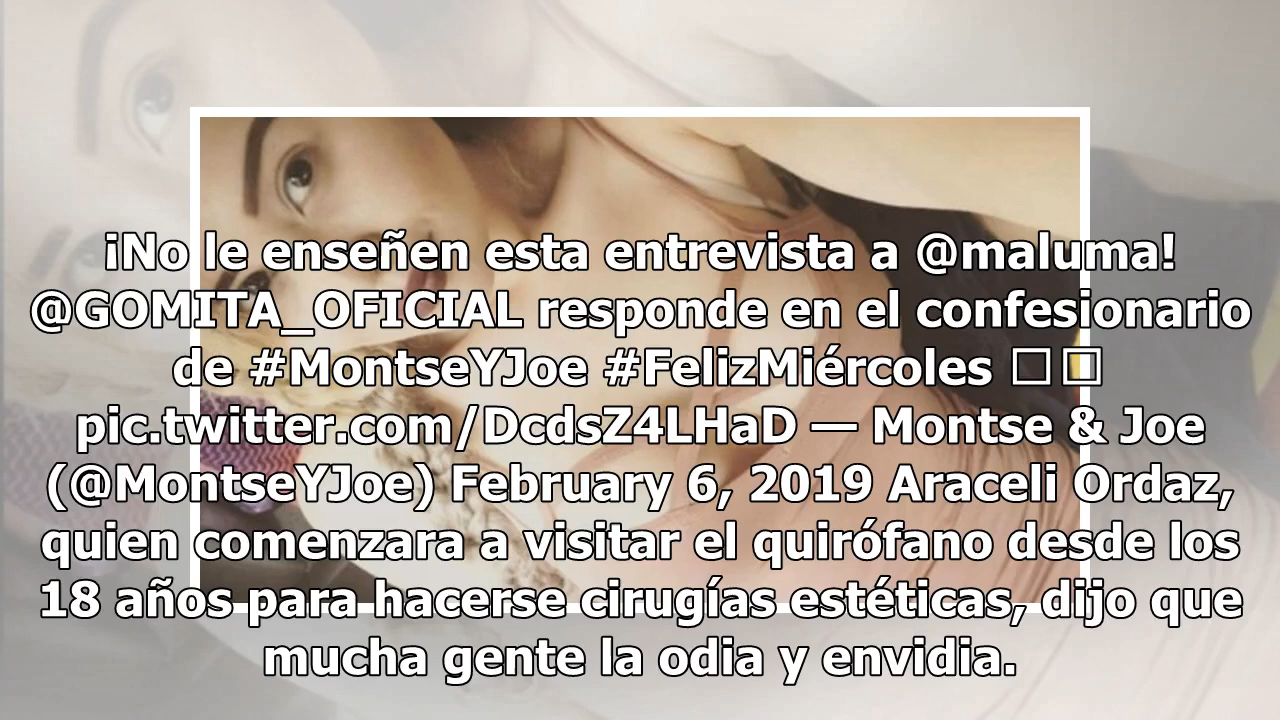 ¡No le enseñen esta entrevista a @maluma!
@GOMITA_OFICIAL responde en el confesionario
de #MontseYJoe #FelizMiércoles □□
pic.twitter.com/DcdsZ4LHaD — Montse & Joe
(@MontseYJoe) February 6, 2019 Araceli Ordaz,
quien comenzara a visitar el quirófano desde los
18 años para hacerse cirugías estéticas, dijo que
mucha gente la odia y envidia.